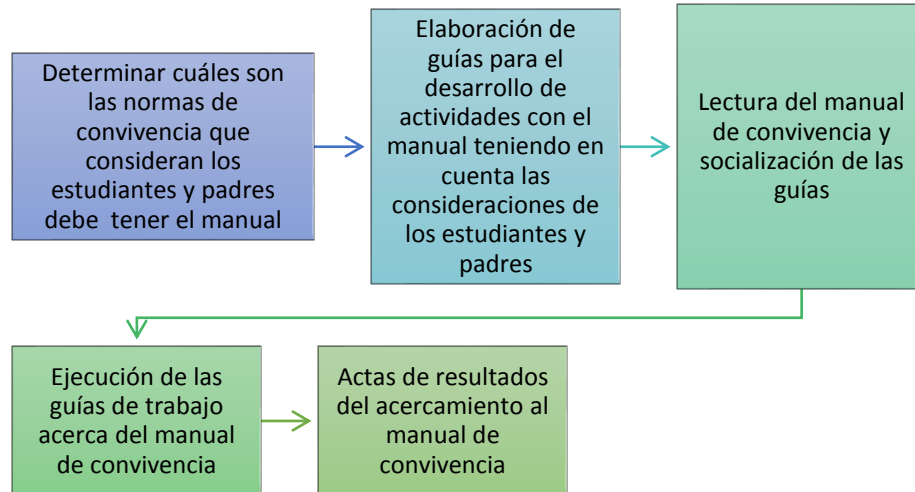 Determinar cuáles son
las normas de
convivencia que
consideran los
estudiantes y padres
debe  tener el manual
Elaboración de
guías para el
desarrollo de
actividades con el
manual teniendo en
cuenta las
consideraciones de
los estudiantes y
padres
Lectura del manual
de convivencia y
socialización de las
guías
Ejecución de las
guías de trabajo
acerca del manual
de convivencia
Actas de resultados
del acercamiento al
manual de
convivencia